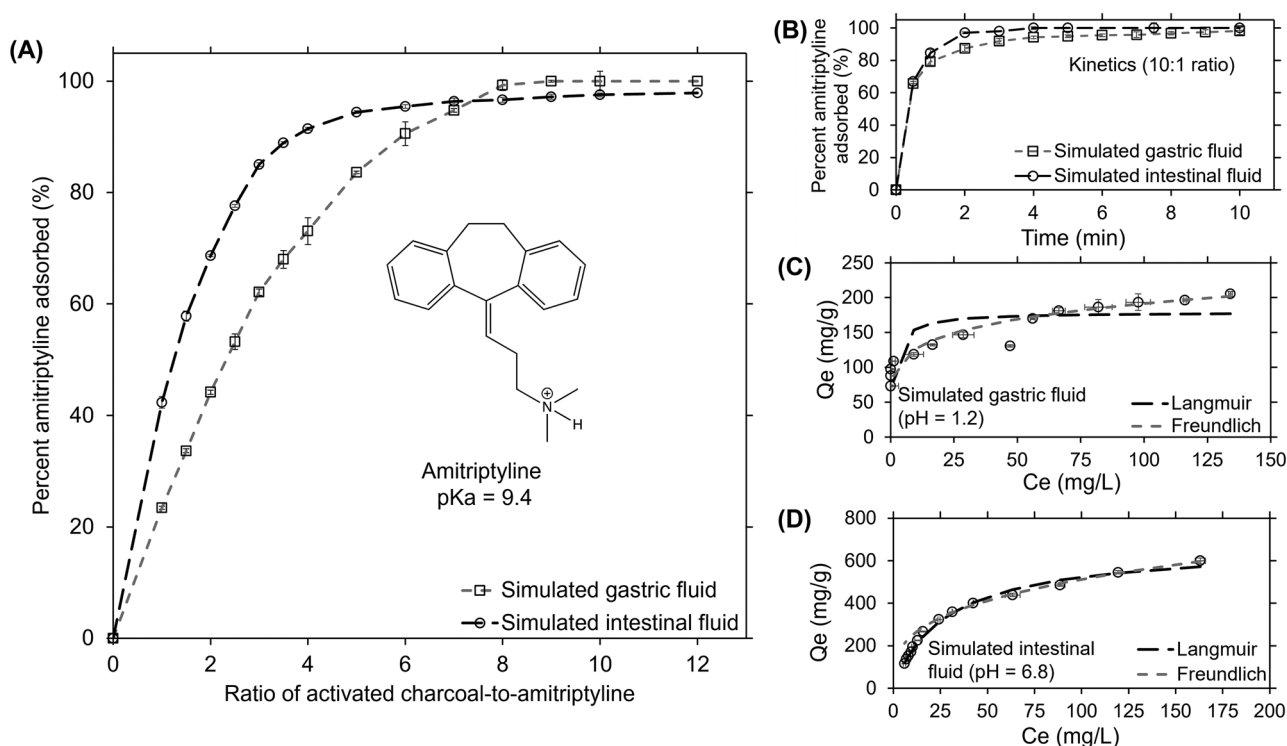 (A)
Percent amitriptyline adsorbed (%)
100
80
60
40
20
0
0 2 4 6 8 10 12
Ratio of activated charcoal-to-amitriptyline
N
H
Amitriptyline
pKa = 9.4
Simulated gastric fluid
Simulated intestinal fluid
(B)
Percent amitriptyline
adsorbed (%)
100
80
60
40
20
0
0 2 4 6 8 10
Time (min)
Kinetics (10:1 ratio)
Simulated gastric fluid
Simulated intestinal fluid
(C)
Qe (mg/g)
250
200
150
100
50
0
0 25 50 75 100 125 150
Ce (mg/L)
Simulated gastric fluid
(pH = 1.2)
Langmuir
Freundlich
(D)
Qe (mg/g)
800
600
400
200
0
0 25 50 75 100 125 150 175 200
Ce (mg/L)
Simulated intestinal
fluid (pH = 6.8)
Langmuir
Freundlich